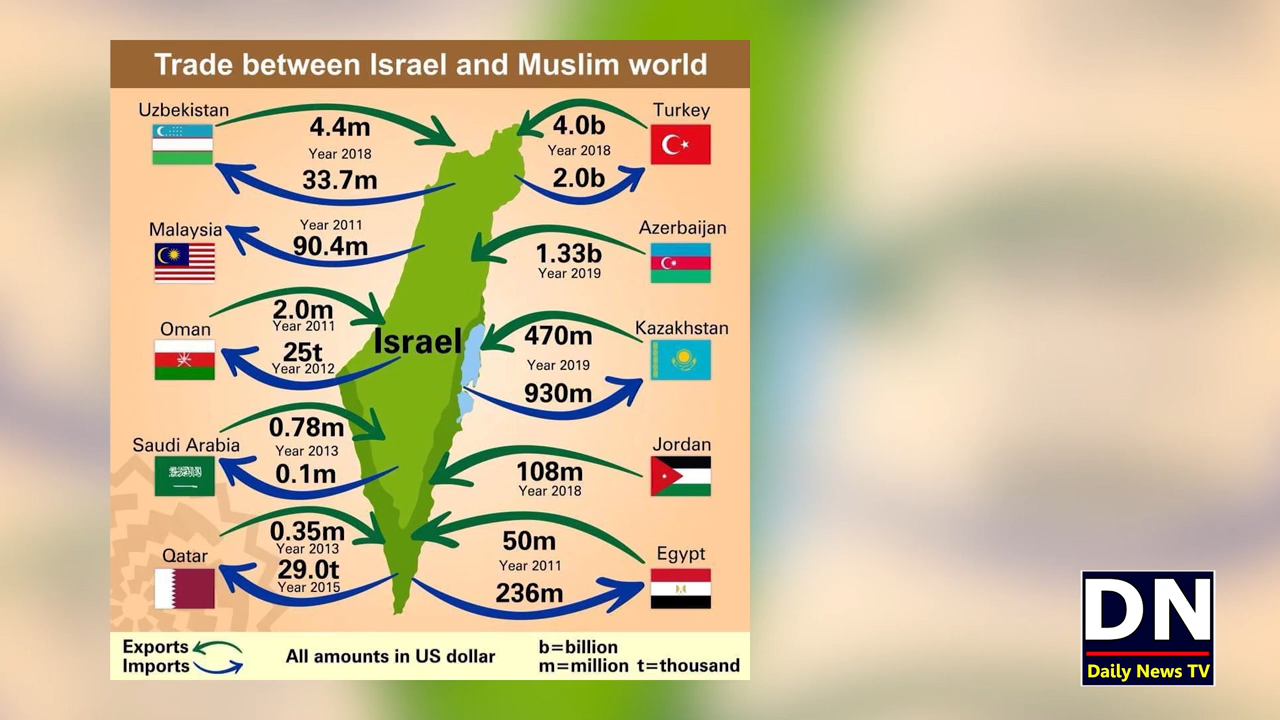 Trade between Israel and Muslim world
Uzbekistan
4.4m
Year 2018
33.7m
Turkey
4.0b
Year 2018
2.0b
Malaysia
Year 2011
90.4m
Azerbaijan
1.33b
Year 2019
Oman
2.0m
Year 2011
25t
Year 2012
Israel
Kazakhstan
470m
Year 2019
930m
Saudi Arabia
0.78m
Year 2013
0.1m
Jordan
108m
Year 2018
Qatar
0.35m
Year 2013
29.0t
Year 2015
Egypt
50m
Year 2011
236m
Exports
Imports
All amounts in US dollar
b=billion
m=million t=thousand
DN
Daily News TV